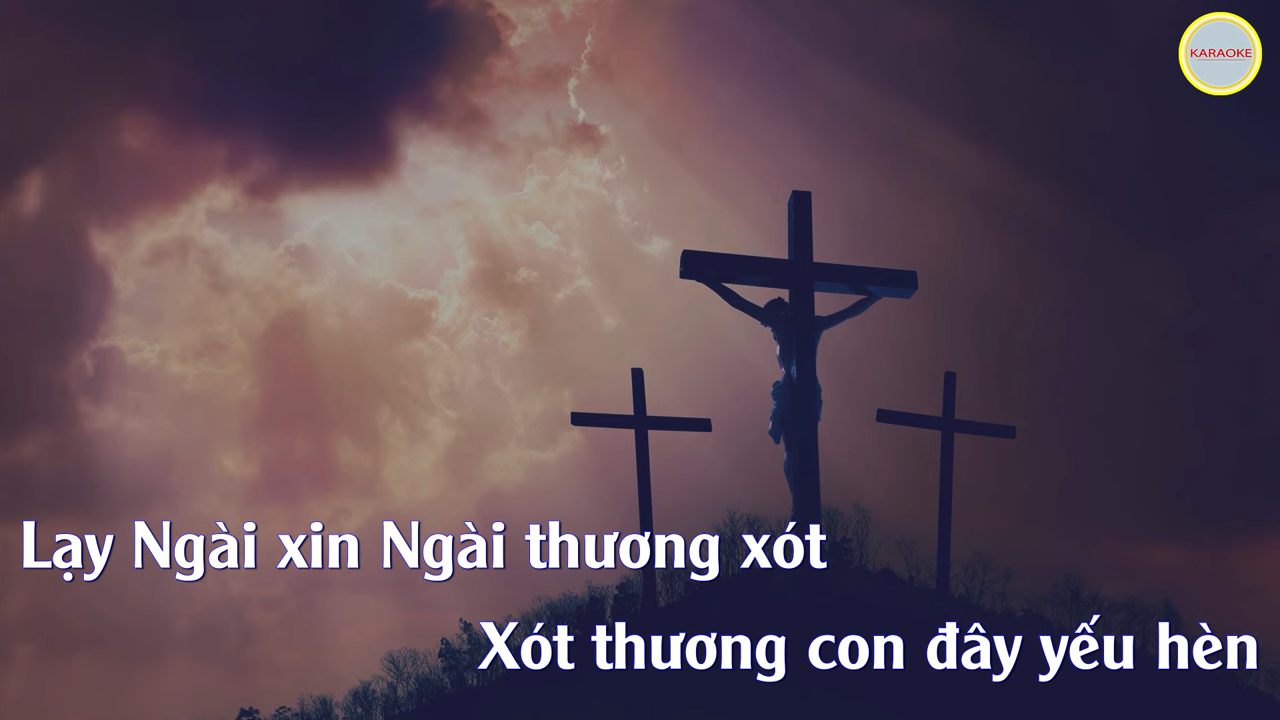 KARAOKE
Lạy Ngài xin Ngài thương xót
Xót thương con đây yếu hèn